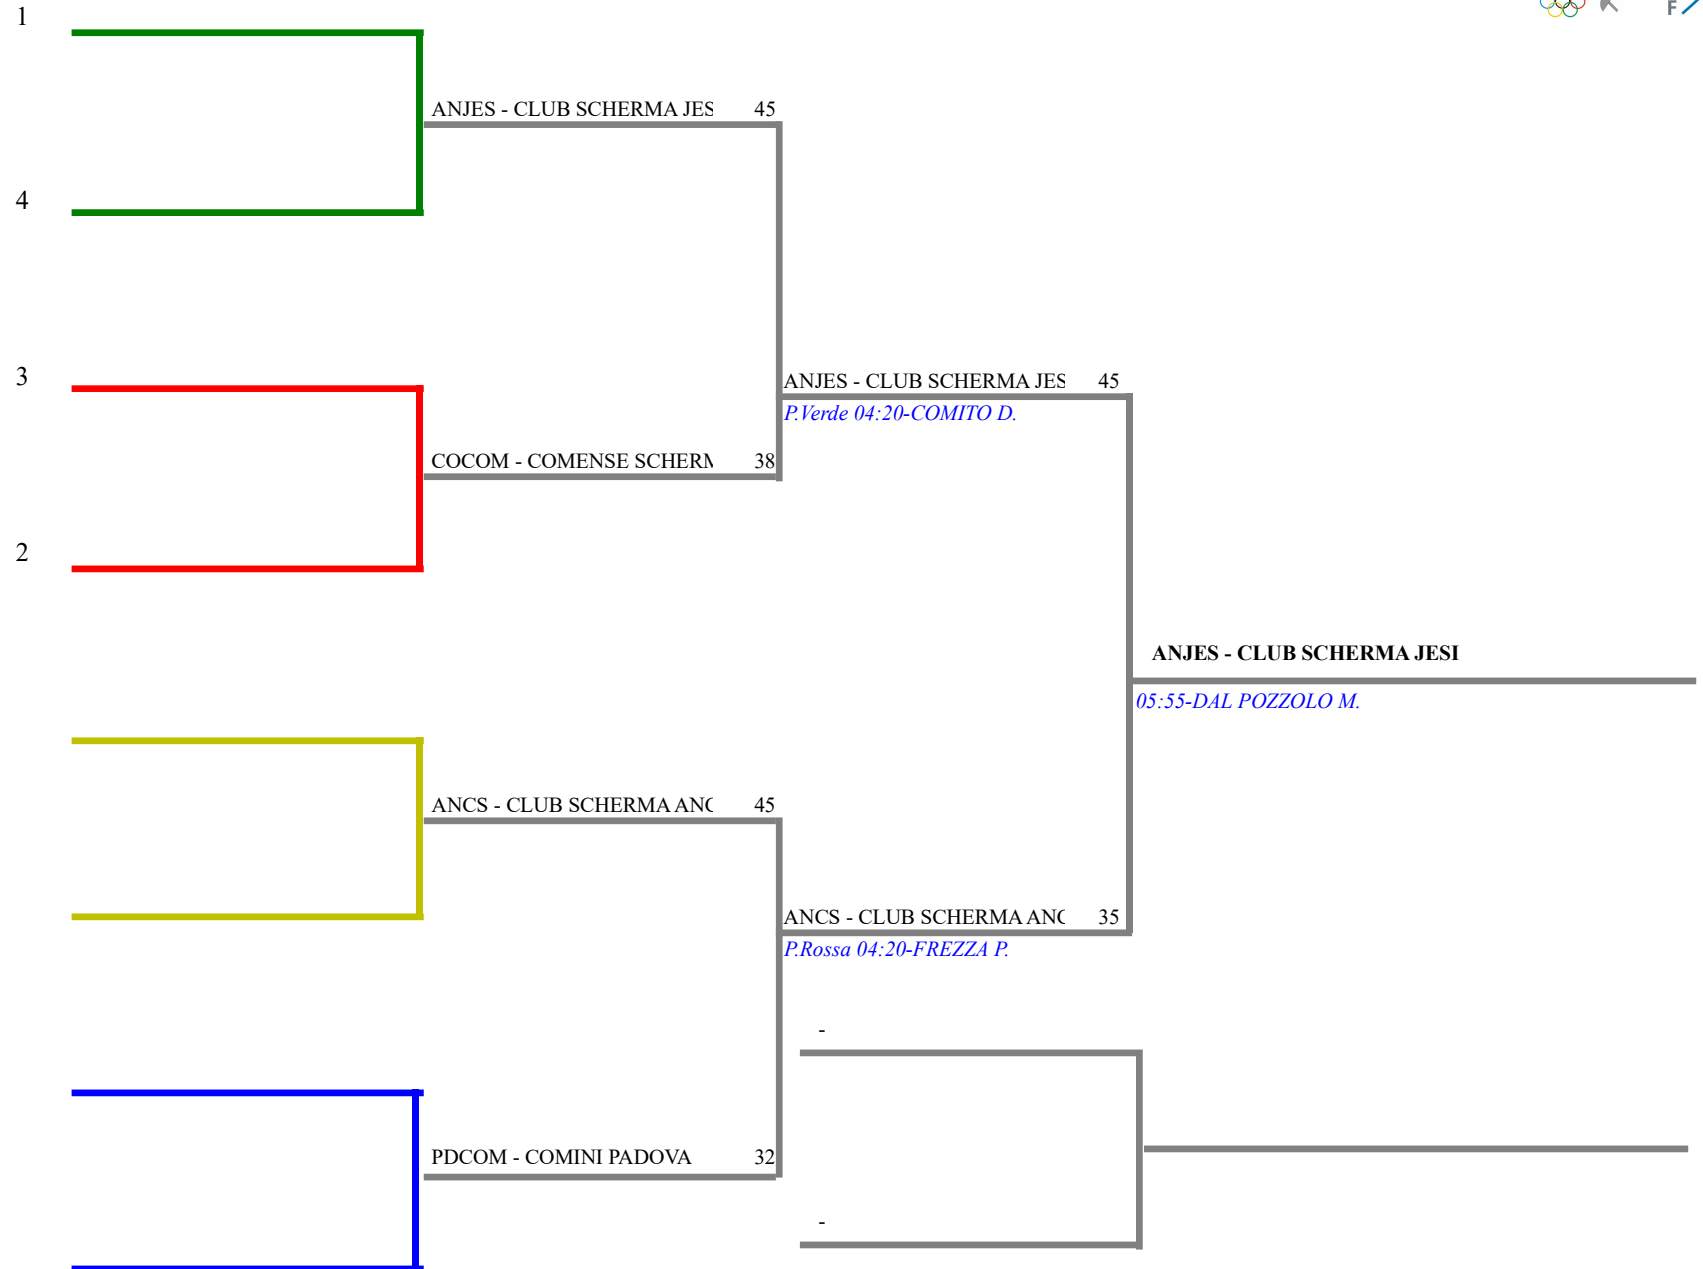 1
F
ANJES - CLUB SCHERMA JES 45
4
3
ANJES - CLUB SCHERMA JES 45
P.Verde 04:20-COMITO D.
COCOM - COMENSE SCHERM 38
2
ANJES - CLUB SCHERMA JESI
05:55-DAL POZZOLO M.
ANCS - CLUB SCHERMA ANC 45
ANCS - CLUB SCHERMA ANC 35
P.Rossa 04:20-FREZZA P.
-
PDCOM - COMINI PADOVA 32
-